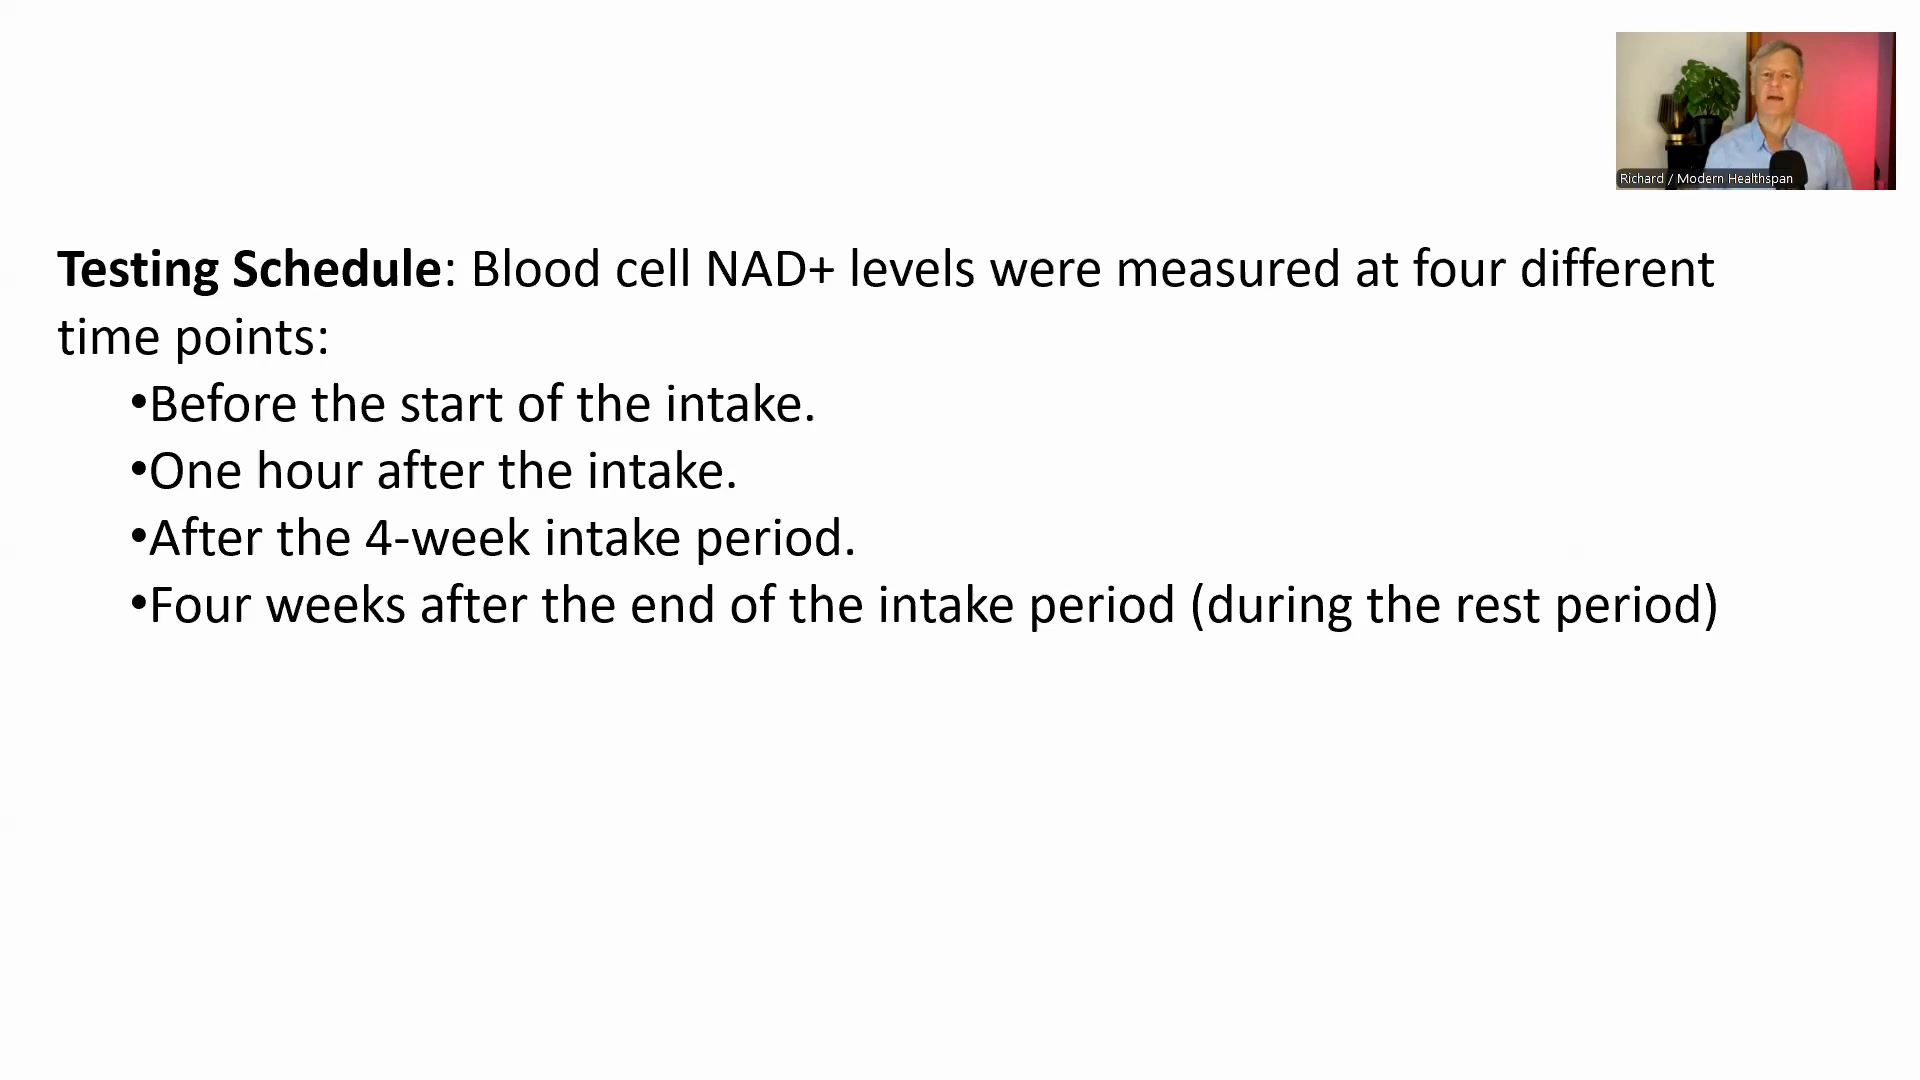 Richard / Modern Healthspan
Testing Schedule: Blood cell NAD+ levels were measured at four different
time points:
•Before the start of the intake.
•One hour after the intake.
•After the 4-week intake period.
•Four weeks after the end of the intake period (during the rest period)